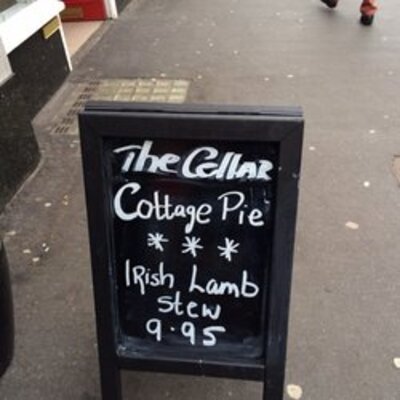 The Cellar
Cottage Pie
* * *
Irish Lamb
Stew
9.95